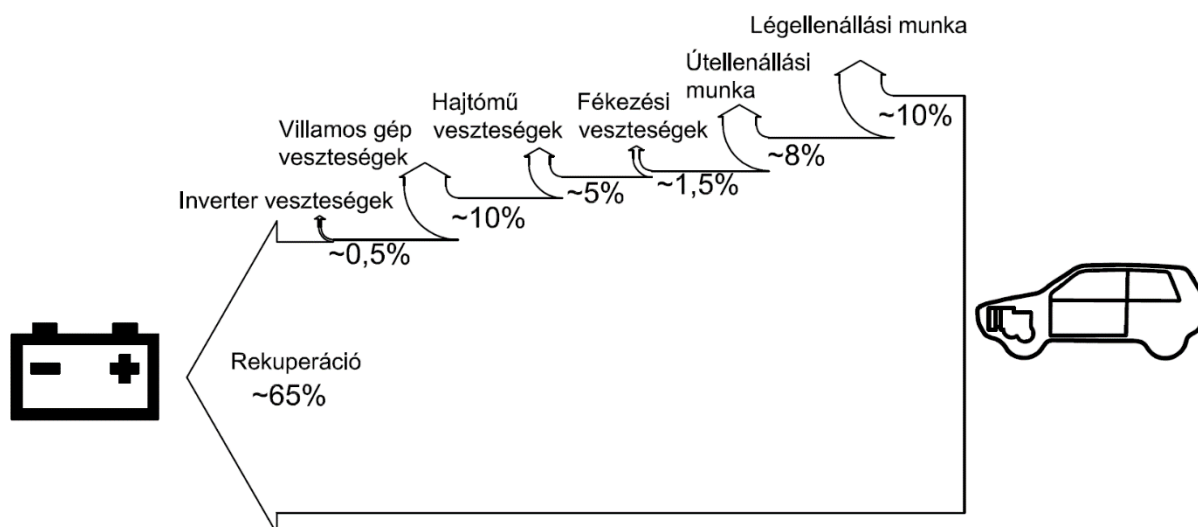 Légellenállási munka
~10%
Útellenállási
munka
~8%
Fékezési
veszteségek
~1,5%
Hajtómű
veszteségek
~5%
Villamos gép
veszteségek
~10%
Inverter veszteségek
~0,5%
Rekuperáció
~65%